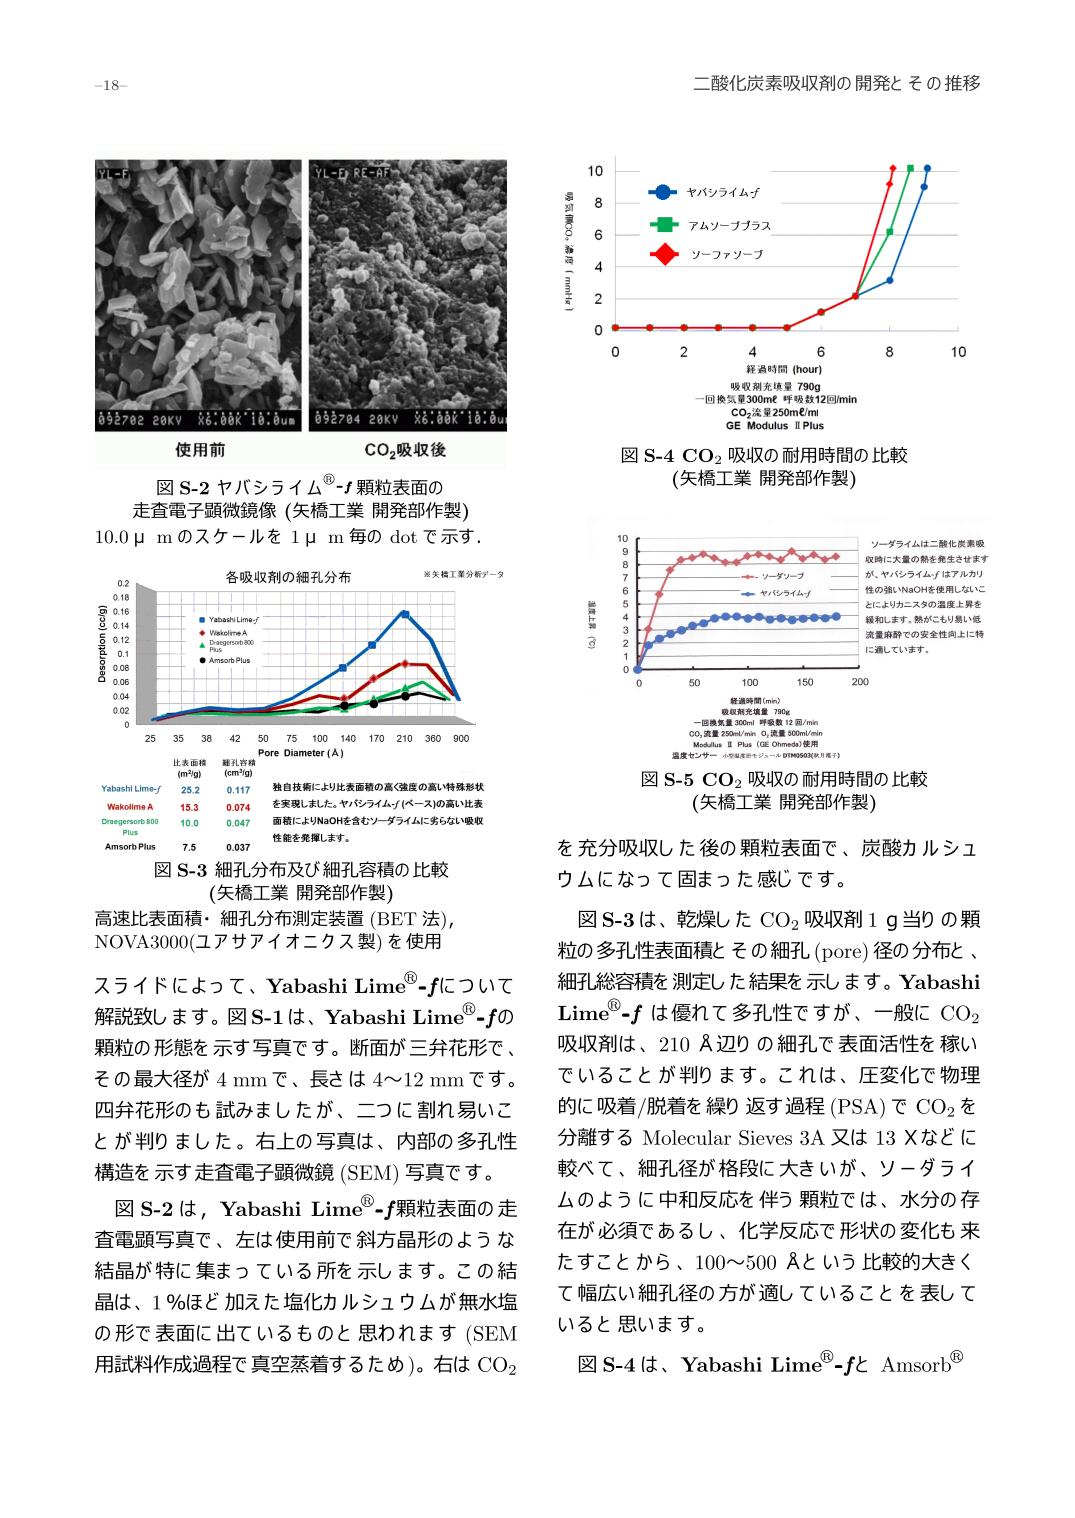 –18–
二酸化炭素吸収剤の開発とその推移
YL-F
YL-F RE-AF
092702 20KV X6.00K 10.0um
092704 20KV X6.00K 10.0u
使用前
CO₂吸収後
図 S-2 ヤバシライム®-f 顆粒表面の
走査電子顕微鏡像 (矢橋工業 開発部作製)
10.0 μ m のスケールを 1 μ m 毎の dot で示す.
各吸収剤の細孔分布
※矢橋工業分析データ
Desorption (cc/g)
0.2
0.18
0.16
0.14
0.12
0.1
0.08
0.06
0.04
0.02
0
Yabashi Lime-f
Wakolime A
Draegersorb 800
Plus
Amsorb Plus
25 35 38 42 50 75 100 140 170 210 360 900
Pore Diameter (Å)
比表面積 細孔容積
(m²/g) (cm³/g)
Yabashi Lime-f 25.2 0.117
Wakolime A 15.3 0.074
Draegersorb 800 10.0 0.047
Plus
Amsorb Plus 7.5 0.037
独自技術により比表面積の高く強度の高い特殊形状
を実現しました。ヤバシライム-f (ベース)の高い比表
面積によりNaOHを含むソーダライムに劣らない吸収
性能を発揮します。
図 S-3 細孔分布及び細孔容積の比較
(矢橋工業 開発部作製)
高速比表面積・細孔分布測定装置 (BET 法),
NOVA3000(ユアサアイオニクス製) を使用
スライドによって、Yabashi Lime®-fについて
解説致します。図 S-1 は、Yabashi Lime®-fの
顆粒の形態を示す写真です。断面が三弁花形で、
その最大径が 4 mm で、長さは 4〜12 mm です。
四弁花形のも試みましたが、二つに割れ易いこ
とが判りました。右上の写真は、内部の多孔性
構造を示す走査電子顕微鏡 (SEM) 写真です。
図 S-2 は，Yabashi Lime®-f顆粒表面の走
査電顕写真で、左は使用前で斜方晶形のような
結晶が特に集まっている所を示します。この結
晶は、1 %ほど加えた塩化カルシュウムが無水塩
の形で表面に出ているものと思われます (SEM
用試料作成過程で真空蒸着するため)。右は CO₂
吸気側CO₂濃度 (mmHg)
10
8
6
4
2
0
ヤバシライム-f
アムソーブプラス
ソーファソーブ
0 2 4 6 8 10
経過時間 (hour)
吸収剤充填量 790g
一回換気量300mℓ 呼吸数12回/min
CO₂流量250mℓ/mi
GE Modulus Ⅱ Plus
図 S-4 CO₂ 吸収の耐用時間の比較
(矢橋工業 開発部作製)
温度上昇 (℃)
10
9
8
7
6
5
4
3
2
1
0
ソーダソーブ
ヤバシライム-f
0 50 100 150 200
経過時間(min)
吸収剤充填量 790g
一回換気量 300ml 呼吸数 12 回/min
CO₂流量 250ml/min O₂流量 500ml/min
Modulus Ⅱ Plus (GE Ohmeda)使用
温度センサー 小型温度計モジュール DTM0503(秋月電子)
ソーダライムは二酸化炭素吸
収時に大量の熱を発生させます
が、ヤバシライム-f はアルカリ
性の強いNaOHを使用しないこ
とによりカニスタの温度上昇を
緩和します。熱がこもり易い低
流量麻酔での安全性向上に特
に適しています。
図 S-5 CO₂ 吸収の耐用時間の比較
(矢橋工業 開発部作製)
を充分吸収した後の顆粒表面で、炭酸カルシュ
ウムになって固まった感じです。
図 S-3 は、乾燥した CO₂ 吸収剤 1 g 当りの顆
粒の多孔性表面積とその細孔 (pore) 径の分布と、
細孔総容積を測定した結果を示します。Yabashi
Lime®-f は優れて多孔性ですが、一般に CO₂
吸収剤は、210 Å辺りの細孔で表面活性を稼い
でいることが判ります。これは、圧変化で物理
的に吸着/脱着を繰り返す過程 (PSA) で CO₂ を
分離する Molecular Sieves 3A 又は 13 Xなどに
較べて、細孔径が格段に大きいが、ソーダライ
ムのように中和反応を伴う顆粒では、水分の存
在が必須であるし、化学反応で形状の変化も来
たすことから、100〜500 Åという比較的大きく
て幅広い細孔径の方が適していることを表して
いると思います。
図 S-4 は、Yabashi Lime®-fと Amsorb®